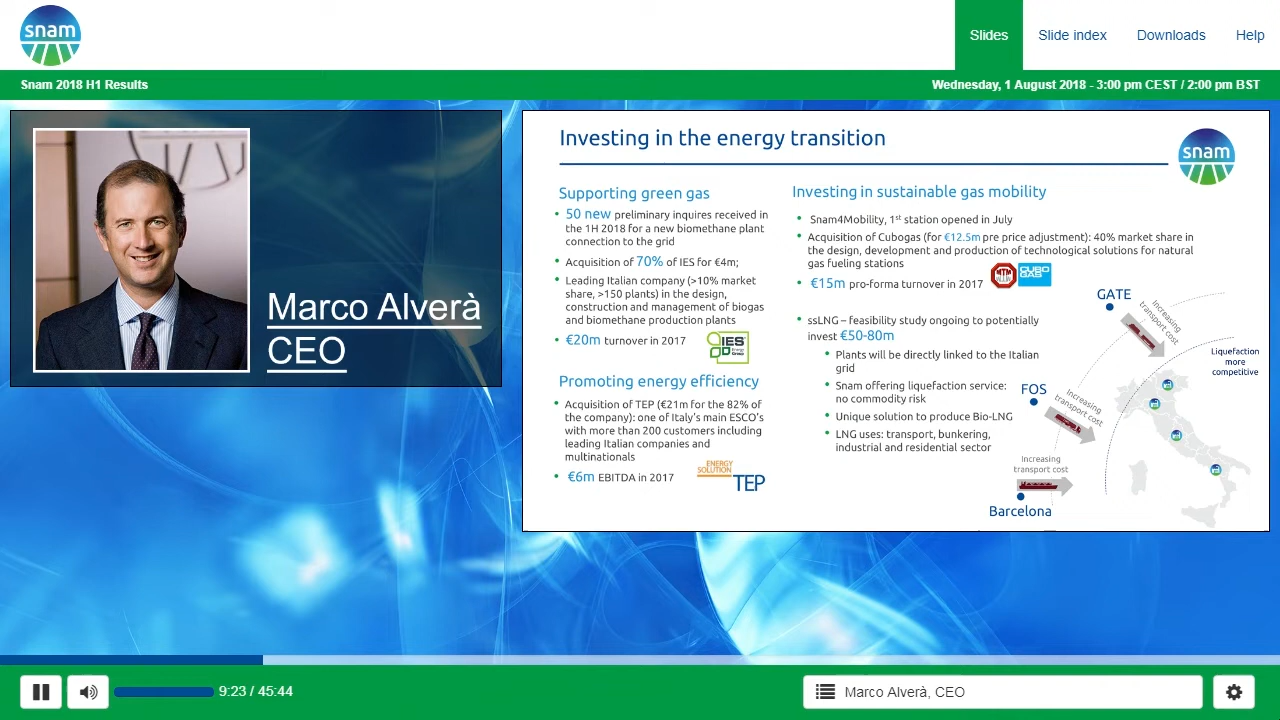 snam
Slides
Slide index
Downloads
Help
Snam 2018 H1 Results
Wednesday, 1 August 2018 - 3:00 pm CEST / 2:00 pm BST
Marco Alverà
CEO
Investing in the energy transition
snam
Supporting green gas
• 50 new preliminary inquires received in
the 1H 2018 for a new biomethane plant
connection to the grid
• Acquisition of 70% of IES for €4m;
• Leading Italian company (>10% market
share, >150 plants) in the design,
construction and management of biogas
and biomethane production plants
• €20m turnover in 2017
IES
Energy
Group
Promoting energy efficiency
• Acquisition of TEP (€21m for the 82% of
the company): one of Italy's main ESCO's
with more than 200 customers including
leading Italian companies and
multinationals
• €6m EBITDA in 2017
ENERGY
SOLUTION
TEP
Investing in sustainable gas mobility
• Snam4Mobility, 1st station opened in July
• Acquisition of Cubogas (for €12.5m pre price adjustment): 40% market share in
the design, development and production of technological solutions for natural
gas fueling stations
• €15m pro-forma turnover in 2017
CUBO
GAS
• ssLNG – feasibility study ongoing to potentially
invest €50-80m
• Plants will be directly linked to the Italian
grid
• Snam offering liquefaction service:
no commodity risk
• Unique solution to produce Bio-LNG
• LNG uses: transport, bunkering,
industrial and residential sector
GATE
Increasing
transport cost
Liquefaction
more
competitive
FOS
Increasing
transport cost
Increasing
transport cost
Barcelona
9:23 / 45:44
Marco Alverà, CEO